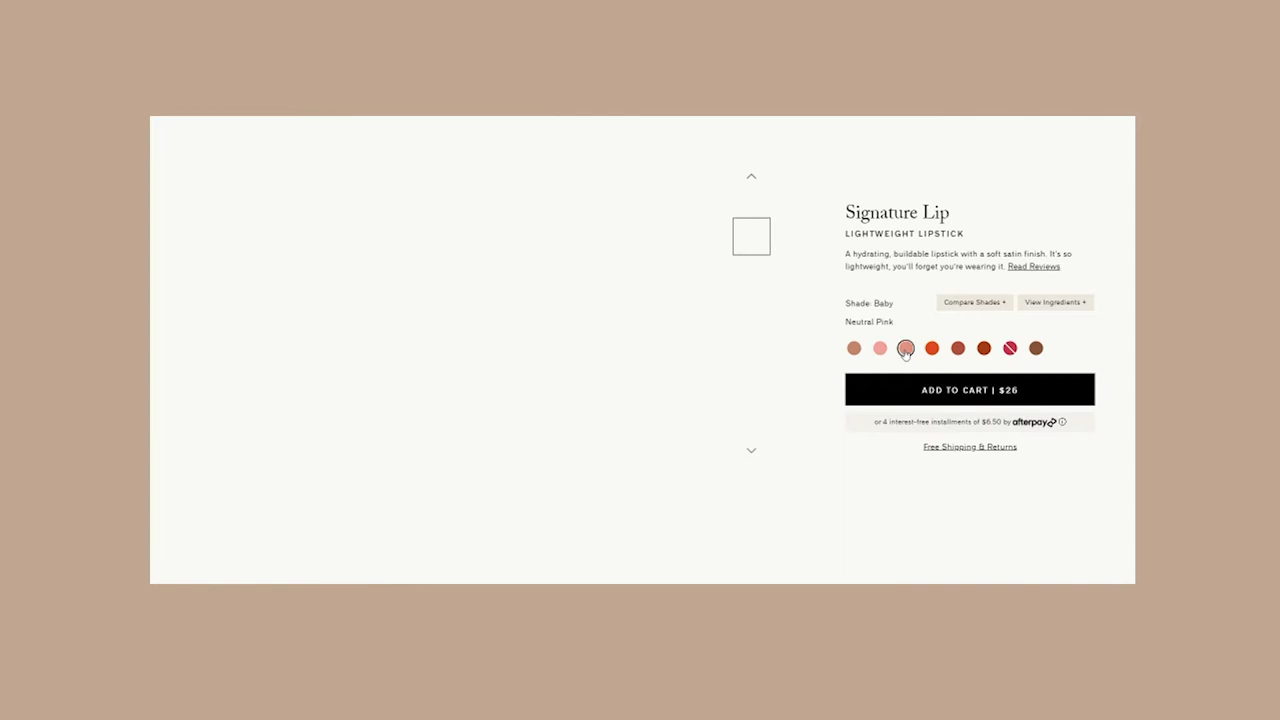 Signature Lip
LIGHTWEIGHT LIPSTICK
A hydrating, buildable lipstick with a soft satin finish. It's so
lightweight, you'll forget you're wearing it. Read Reviews
Shade: Baby
Compare Shades +
View Ingredients +
Neutral Pink
ADD TO CART | $26
or 4 interest-free installments of $6.50 by afterpay
Free Shipping & Returns